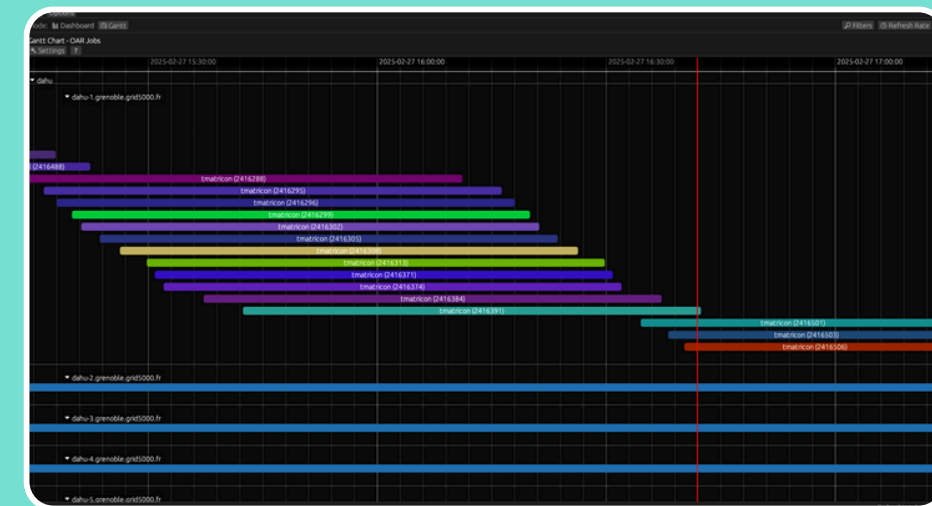 Options
Mode: Dashboard Gantt Filters Refresh Rate
Gantt Chart - OAR Jobs
Settings ?
2025-02-27 15:30:00 2025-02-27 16:00:00 2025-02-27 16:30:00 2025-02-27 17:00:00
dahu
dahu-1.grenoble.grid5000.fr
(2416488)
tmatricon (2416288)
tmatricon (2416295)
tmatricon (2416296)
tmatricon (2416299)
tmatricon (2416302)
tmatricon (2416305)
tmatricon (2416308)
tmatricon (2416313)
tmatricon (2416371)
tmatricon (2416374)
tmatricon (2416384)
tmatricon (2416391)
tmatricon (2416501)
tmatricon (2416503)
tmatricon (2416506)
dahu-2.grenoble.grid5000.fr
dahu-3.grenoble.grid5000.fr
dahu-4.grenoble.grid5000.fr
dahu-5.grenoble.grid5000.fr